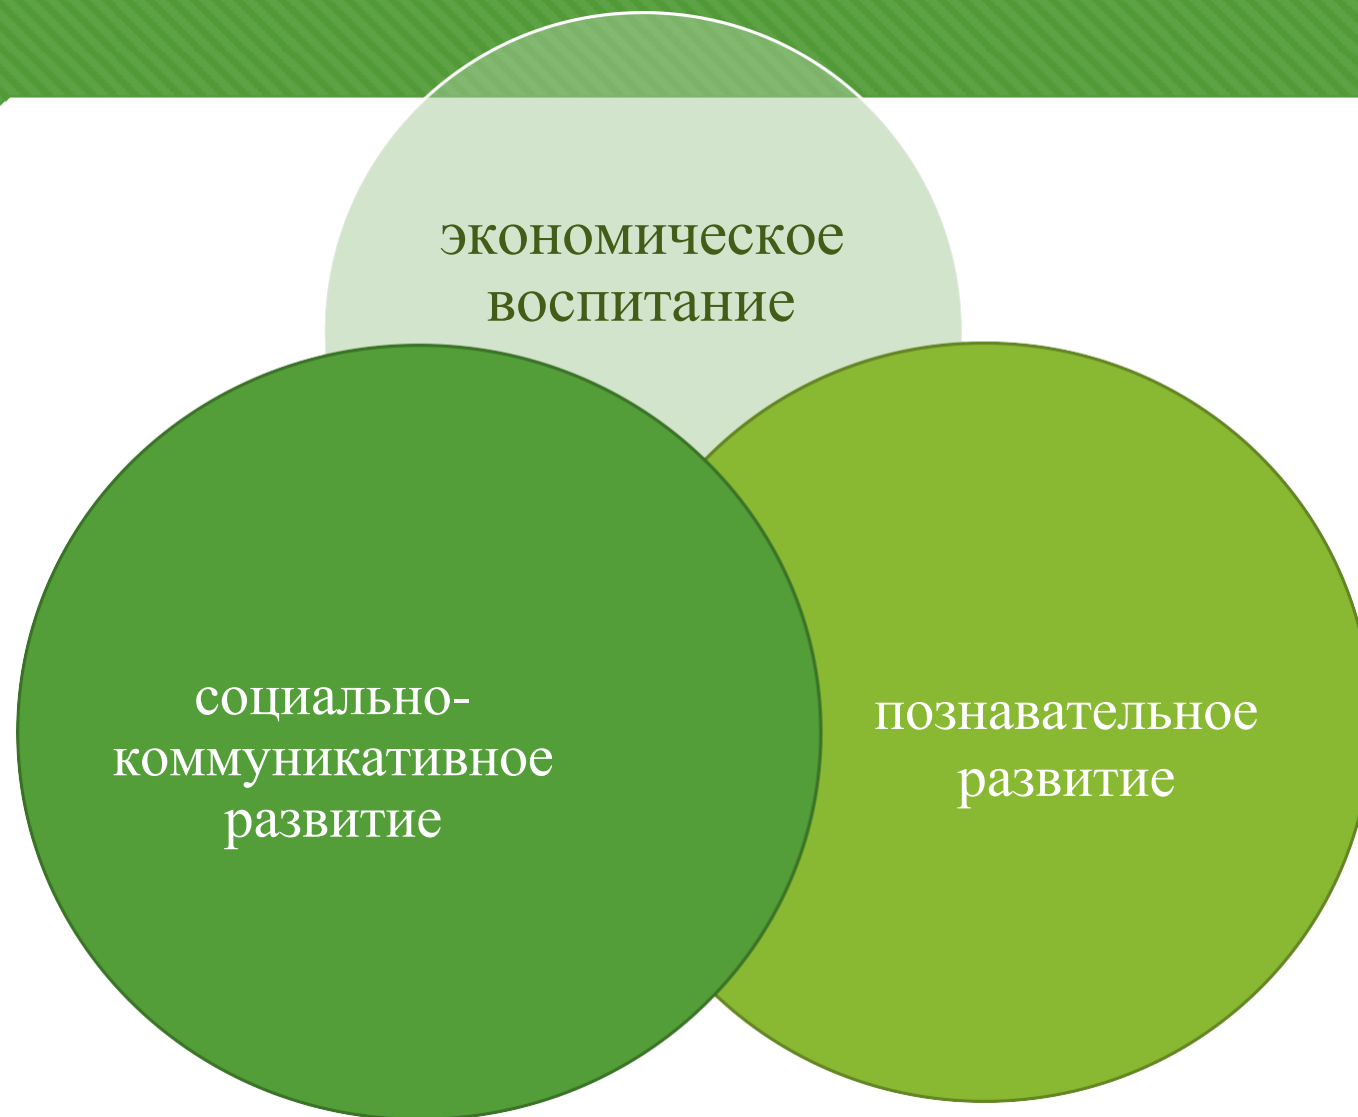 экономическое
воспитание
социально-
коммуникативное
развитие
познавательное
развитие